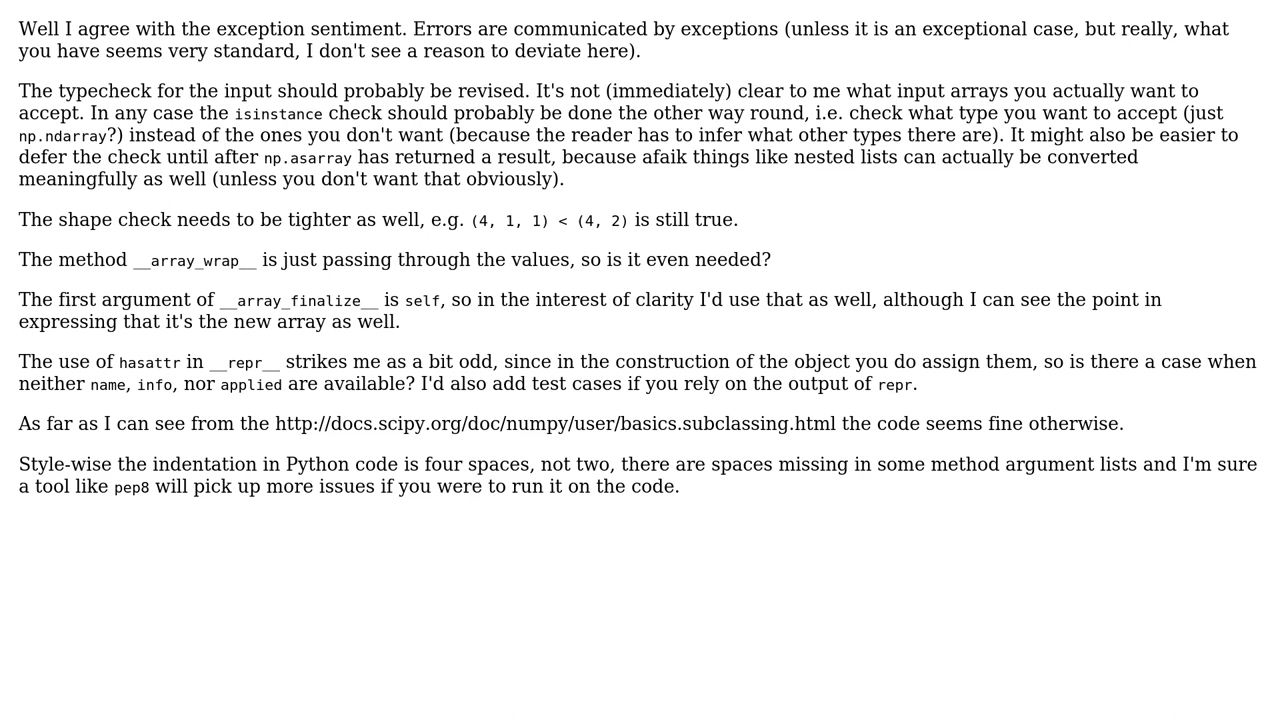 Well I agree with the exception sentiment. Errors are communicated by exceptions (unless it is an exceptional case, but really, what
you have seems very standard, I don't see a reason to deviate here).
The typecheck for the input should probably be revised. It's not (immediately) clear to me what input arrays you actually want to
accept. In any case the isinstance check should probably be done the other way round, i.e. check what type you want to accept (just
np.ndarray?) instead of the ones you don't want (because the reader has to infer what other types there are). It might also be easier to
defer the check until after np.asarray has returned a result, because afaik things like nested lists can actually be converted
meaningfully as well (unless you don't want that obviously).
The shape check needs to be tighter as well, e.g. (4, 1, 1) < (4, 2) is still true.
The method __array_wrap__ is just passing through the values, so is it even needed?
The first argument of __array_finalize__ is self, so in the interest of clarity I'd use that as well, although I can see the point in
expressing that it's the new array as well.
The use of hasattr in __repr__ strikes me as a bit odd, since in the construction of the object you do assign them, so is there a case when
neither name, info, nor applied are available? I'd also add test cases if you rely on the output of repr.
As far as I can see from the http://docs.scipy.org/doc/numpy/user/basics.subclassing.html the code seems fine otherwise.
Style-wise the indentation in Python code is four spaces, not two, there are spaces missing in some method argument lists and I'm sure
a tool like pep8 will pick up more issues if you were to run it on the code.